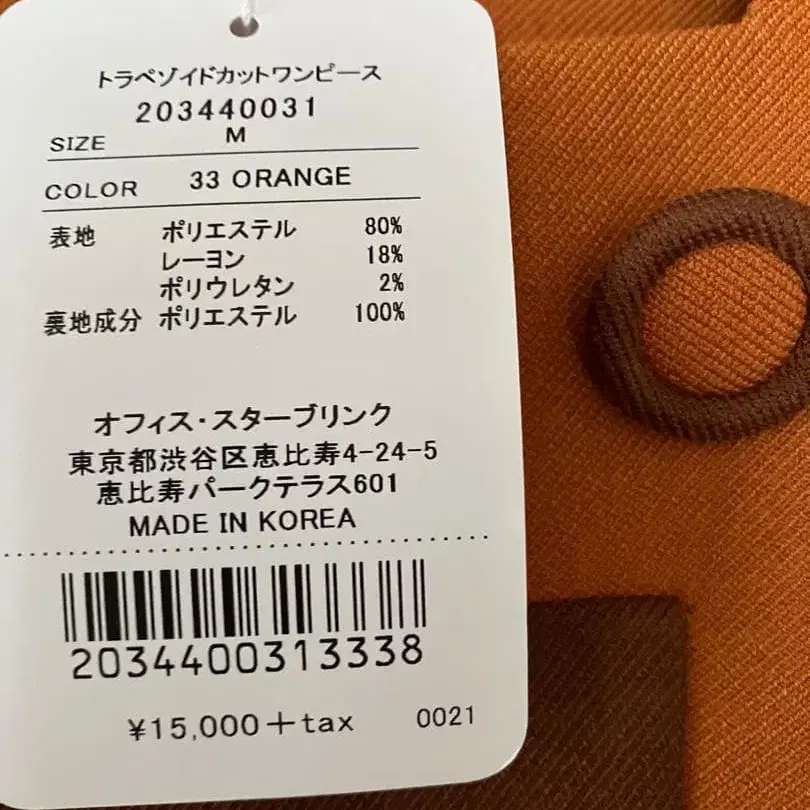 トラペゾイドカットワンピース
203440031
SIZE M
COLOR 33 ORANGE
表地 ポリエステル 80%
レーヨン 18%
ポリウレタン 2%
裏地成分 ポリエステル 100%
オフィス・スターブリンク
東京都渋谷区恵比寿4-24-5
恵比寿パークテラス601
MADE IN KOREA
2034400313338
¥15,000+tax 0021